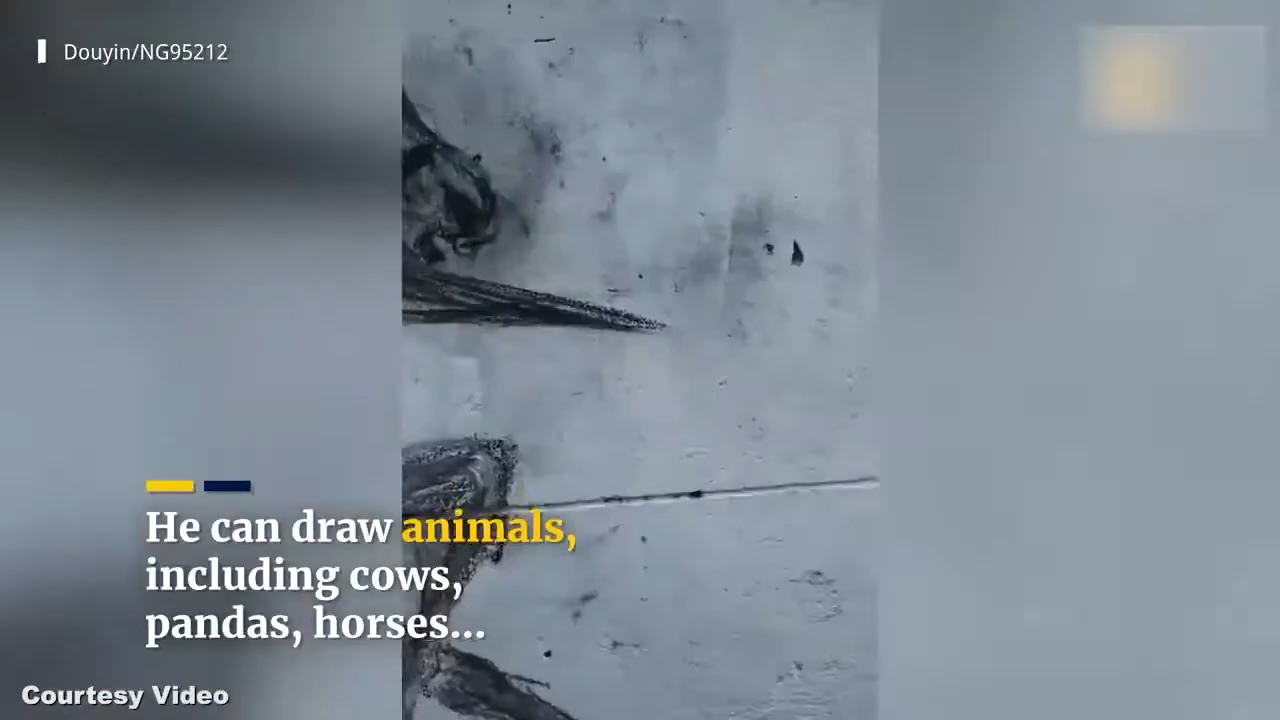 Douyin/NG95212
He can draw animals,
including cows,
pandas, horses...
Courtesy Video